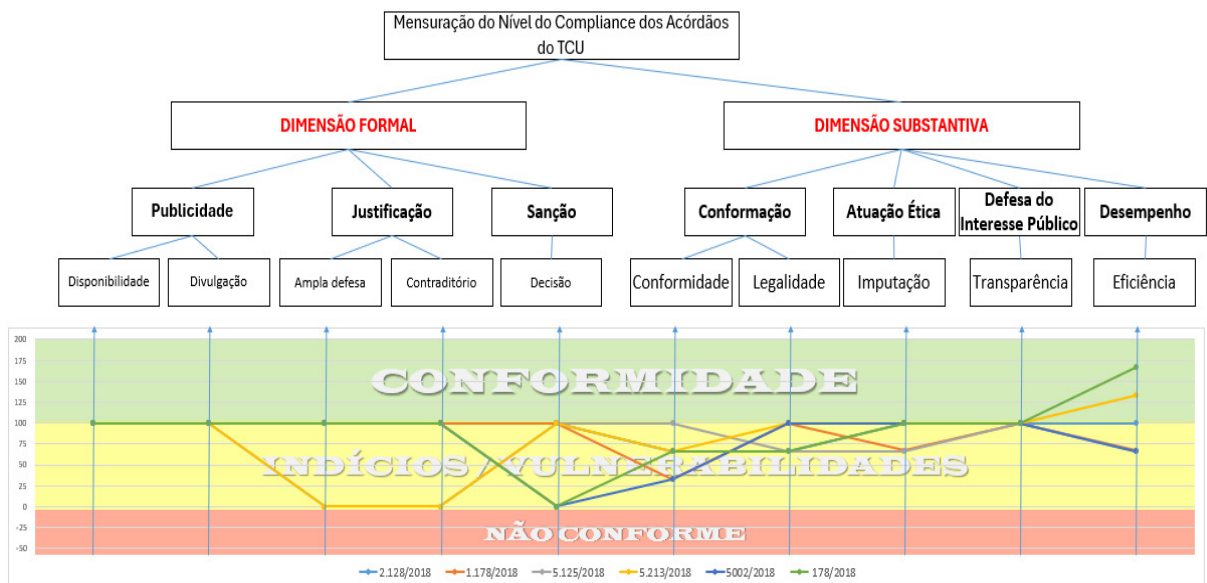 Mensuração do Nível do Compliance dos Acórdãos
do TCU
DIMENSÃO FORMAL
DIMENSÃO SUBSTANTIVA
Publicidade
Justificação
Sanção
Conformação
Atuação Ética
Defesa do
Interesse Público
Desempenho
Disponibilidade
Divulgação
Ampla defesa
Contraditório
Decisão
Conformidade
Legalidade
Imputação
Transparência
Eficiência
200
175
150
125
100
75
50
25
0
-25
-50
CONFORMIDADE
INDÍCIOS / VULNERABILIDADES
NÃO CONFORME
2.128/2018
1.178/2018
5.125/2018
5.213/2018
5002/2018
178/2018